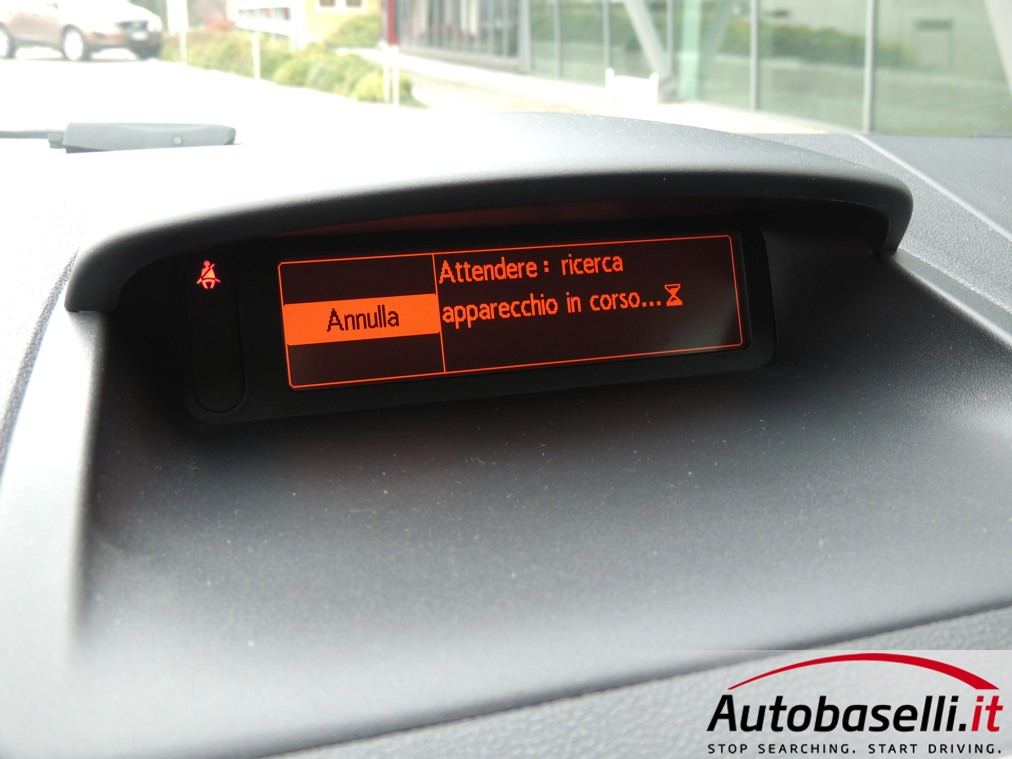 Attendere: ricerca
Annulla
apparecchio in corso...
Autobaselli.it
STOP SEARCHING. START DRIVING.